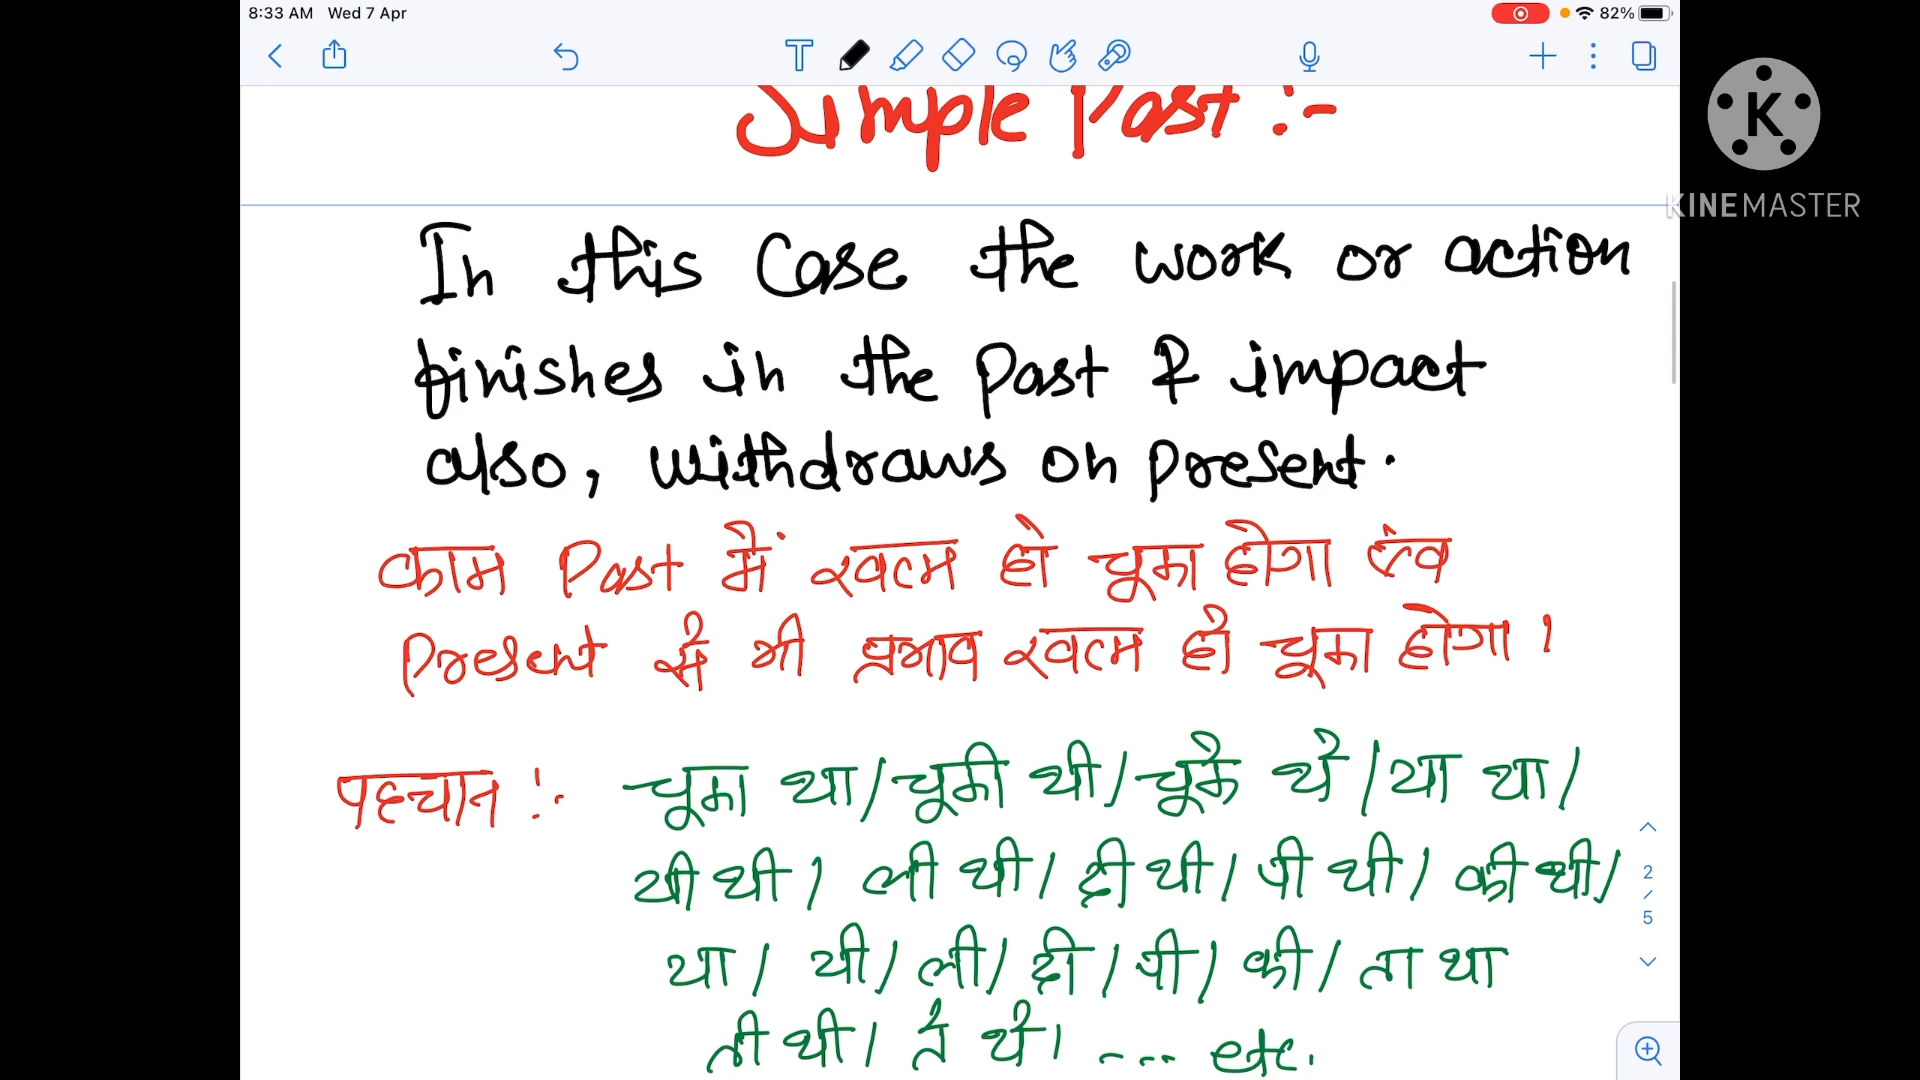 8:33 AM Wed 7 Apr
82%
Simple Past :-
K
KINEMASTER
In this Case the work or action
finishes in the Past & impact
also, withdraws on present.
काम Past में खत्म हो चूका होगा एंव
Present से भी प्रभाव खत्म हो चूका होगा।
पहचान :- चूका था/चूकी थी/चूके थे/या था/
यी थी/ ली थी/ दी थी/ पी थी/ की थी/
या/ यी/ ली/ दी/ पी/ की/ ता था
ती थी/ ते थे/ ---- etc.
2
/
5